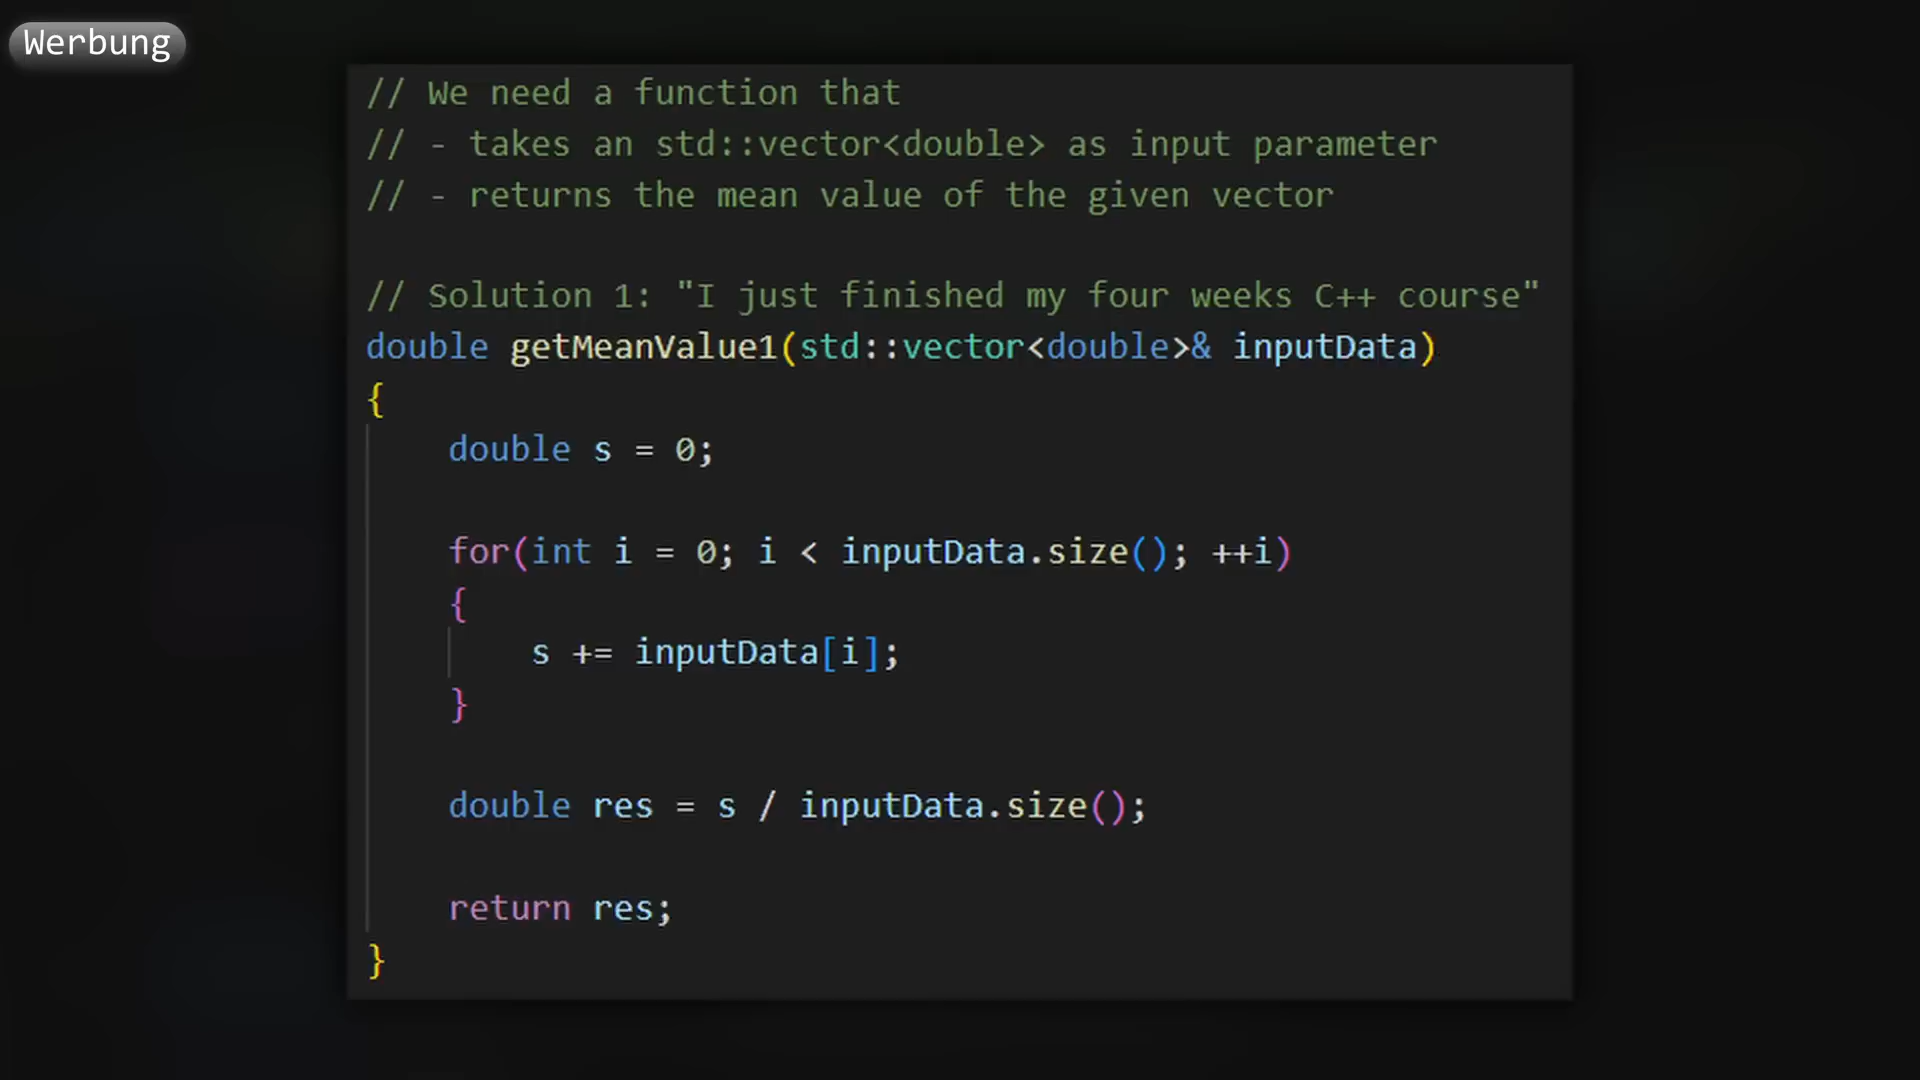 Werbung
// We need a function that
// - takes an std::vector<double> as input parameter
// - returns the mean value of the given vector
// Solution 1: "I just finished my four weeks C++ course"
double getMeanValue1(std::vector<double>& inputData)
{
    double s = 0;
    for(int i = 0; i < inputData.size(); ++i)
    {
        s += inputData[i];
    }
    double res = s / inputData.size();
    return res;
}